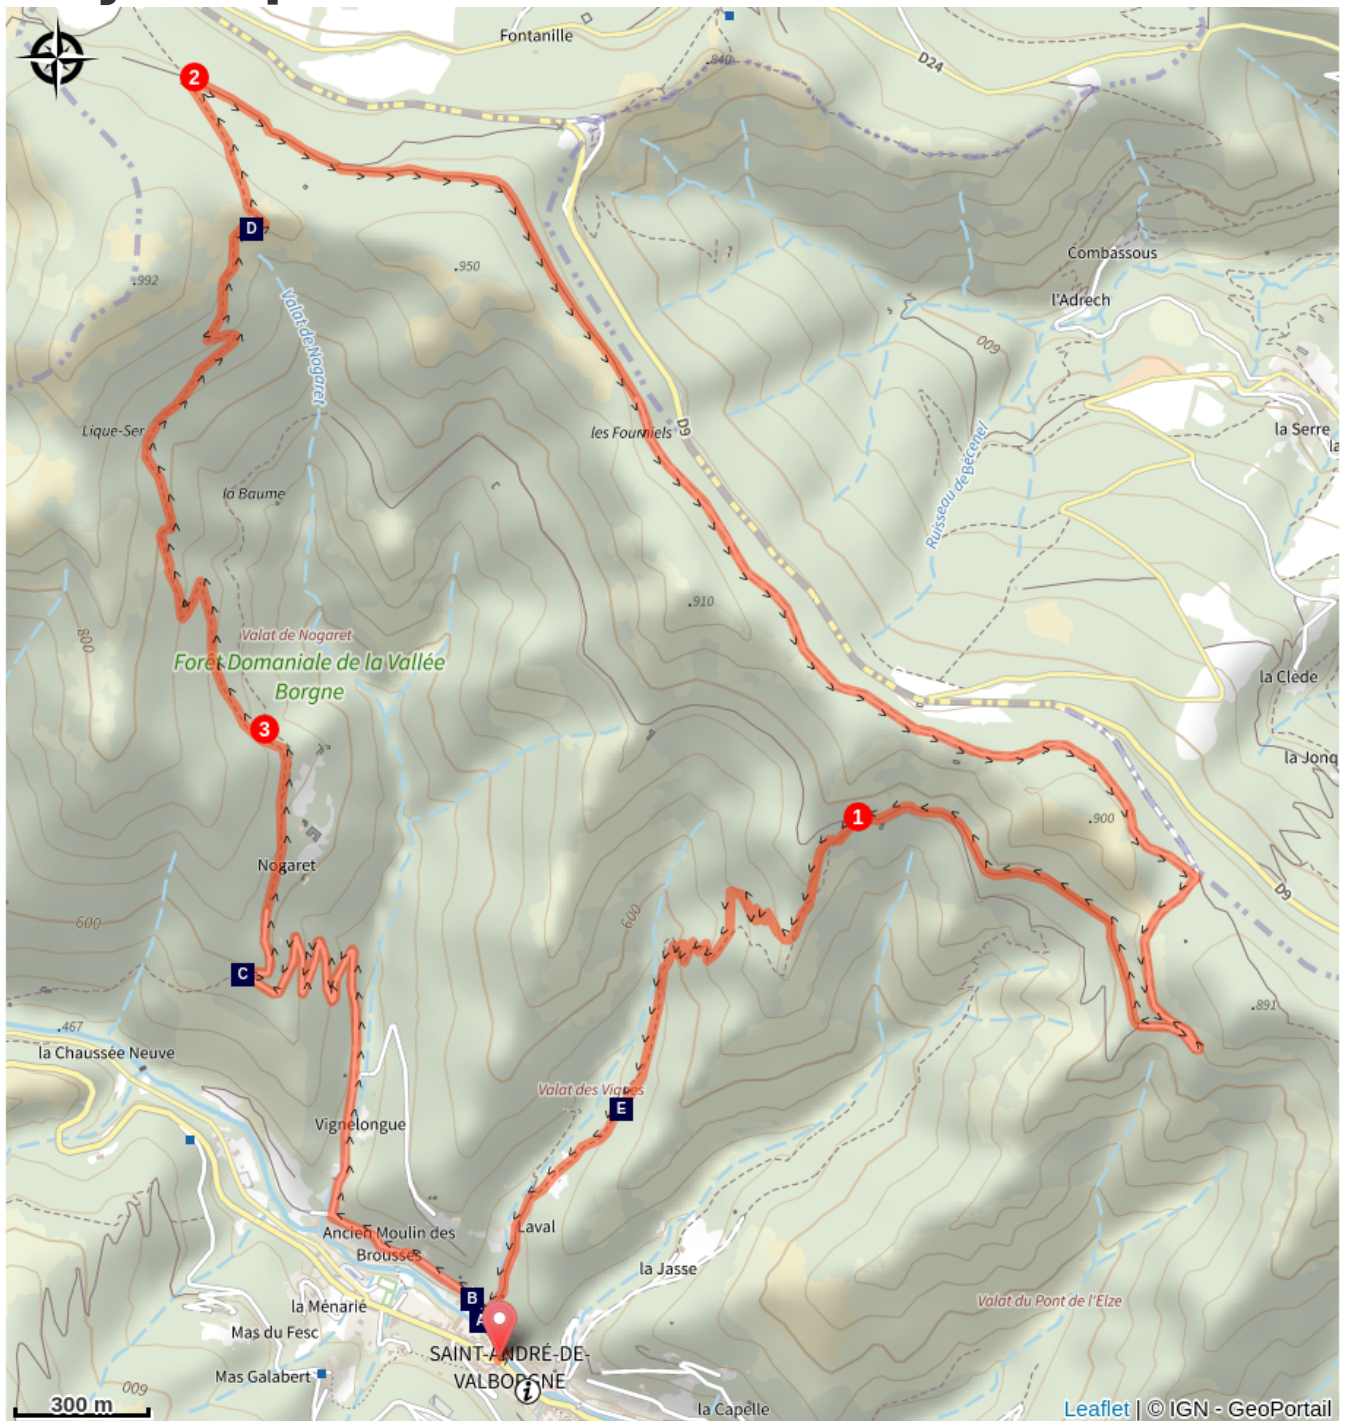 Fontanille
2
840
D24
D
Combassous
992
950
l'Adrech
Valat de Nogaret
600
Lique-Ser
les Fourniels
D9
la Serre
la
la Baume
Ruisseau de Bécenel
910
800
Valat de Nogaret
Forêt Domaniale de la Vallée
Borgne
la Clède
3
la Jonq
1
900
Nogaret
D9
600
600
C
891
467
la Chaussée Neuve
Valat des Vignes
E
Vignelongue
Laval
Ancien Moulin des
Brousses
la Jasse
B
la Ménarié
A
Valat du Pont de l'Elze
Mas du Fesc
SAINT-ANDRÉ-DE-
VALBORGNE
Mas Galabert
009
i
300 m
la Capelle
Leaflet | © IGN - GeoPortail